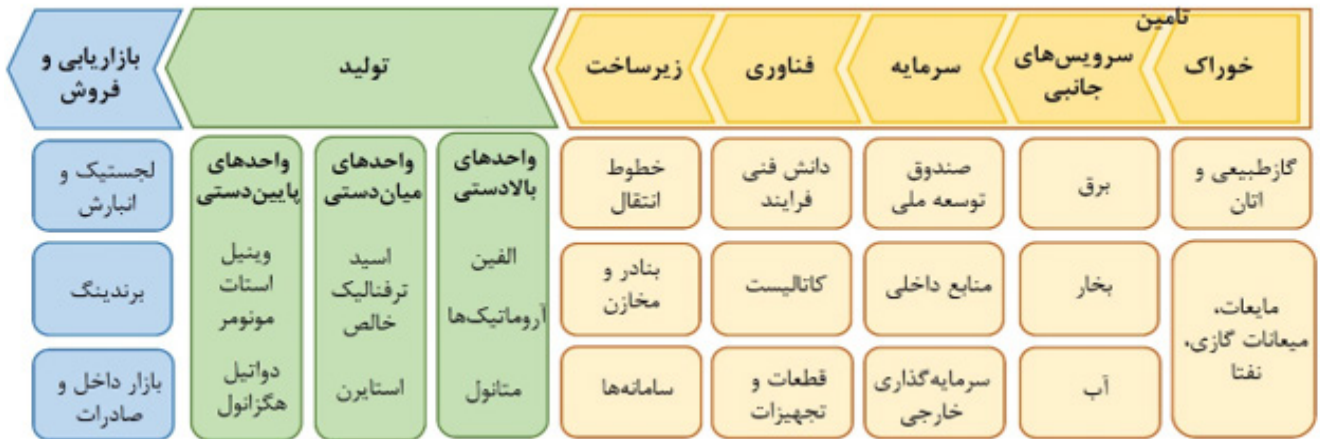 تامین
خوراک
سرویس‌های
جانبی
سرمایه
فناوری
زیرساخت
تولید
بازاریابی و
فروش
گازطبیعی و
اتان
مایعات،
میعانات گازی،
نفتا
برق
بخار
آب
صندوق
توسعه ملی
منابع داخلی
سرمایه‌گذاری
خارجی
دانش فنی
فرایند
کاتالیست
قطعات و
تجهیزات
خطوط
انتقال
بنادر و
مخازن
سامانه‌ها
واحدهای
بالادستی
الفین
آروماتیک‌ها
متانول
واحدهای
میان‌دستی
اسید
ترفنالیک
خالص
استایرن
واحدهای
پایین‌دستی
وینیل
استات
مونومر
دواتیل
هگزانول
لجستیک و
انبارش
برندینگ
بازار داخل و
صادرات